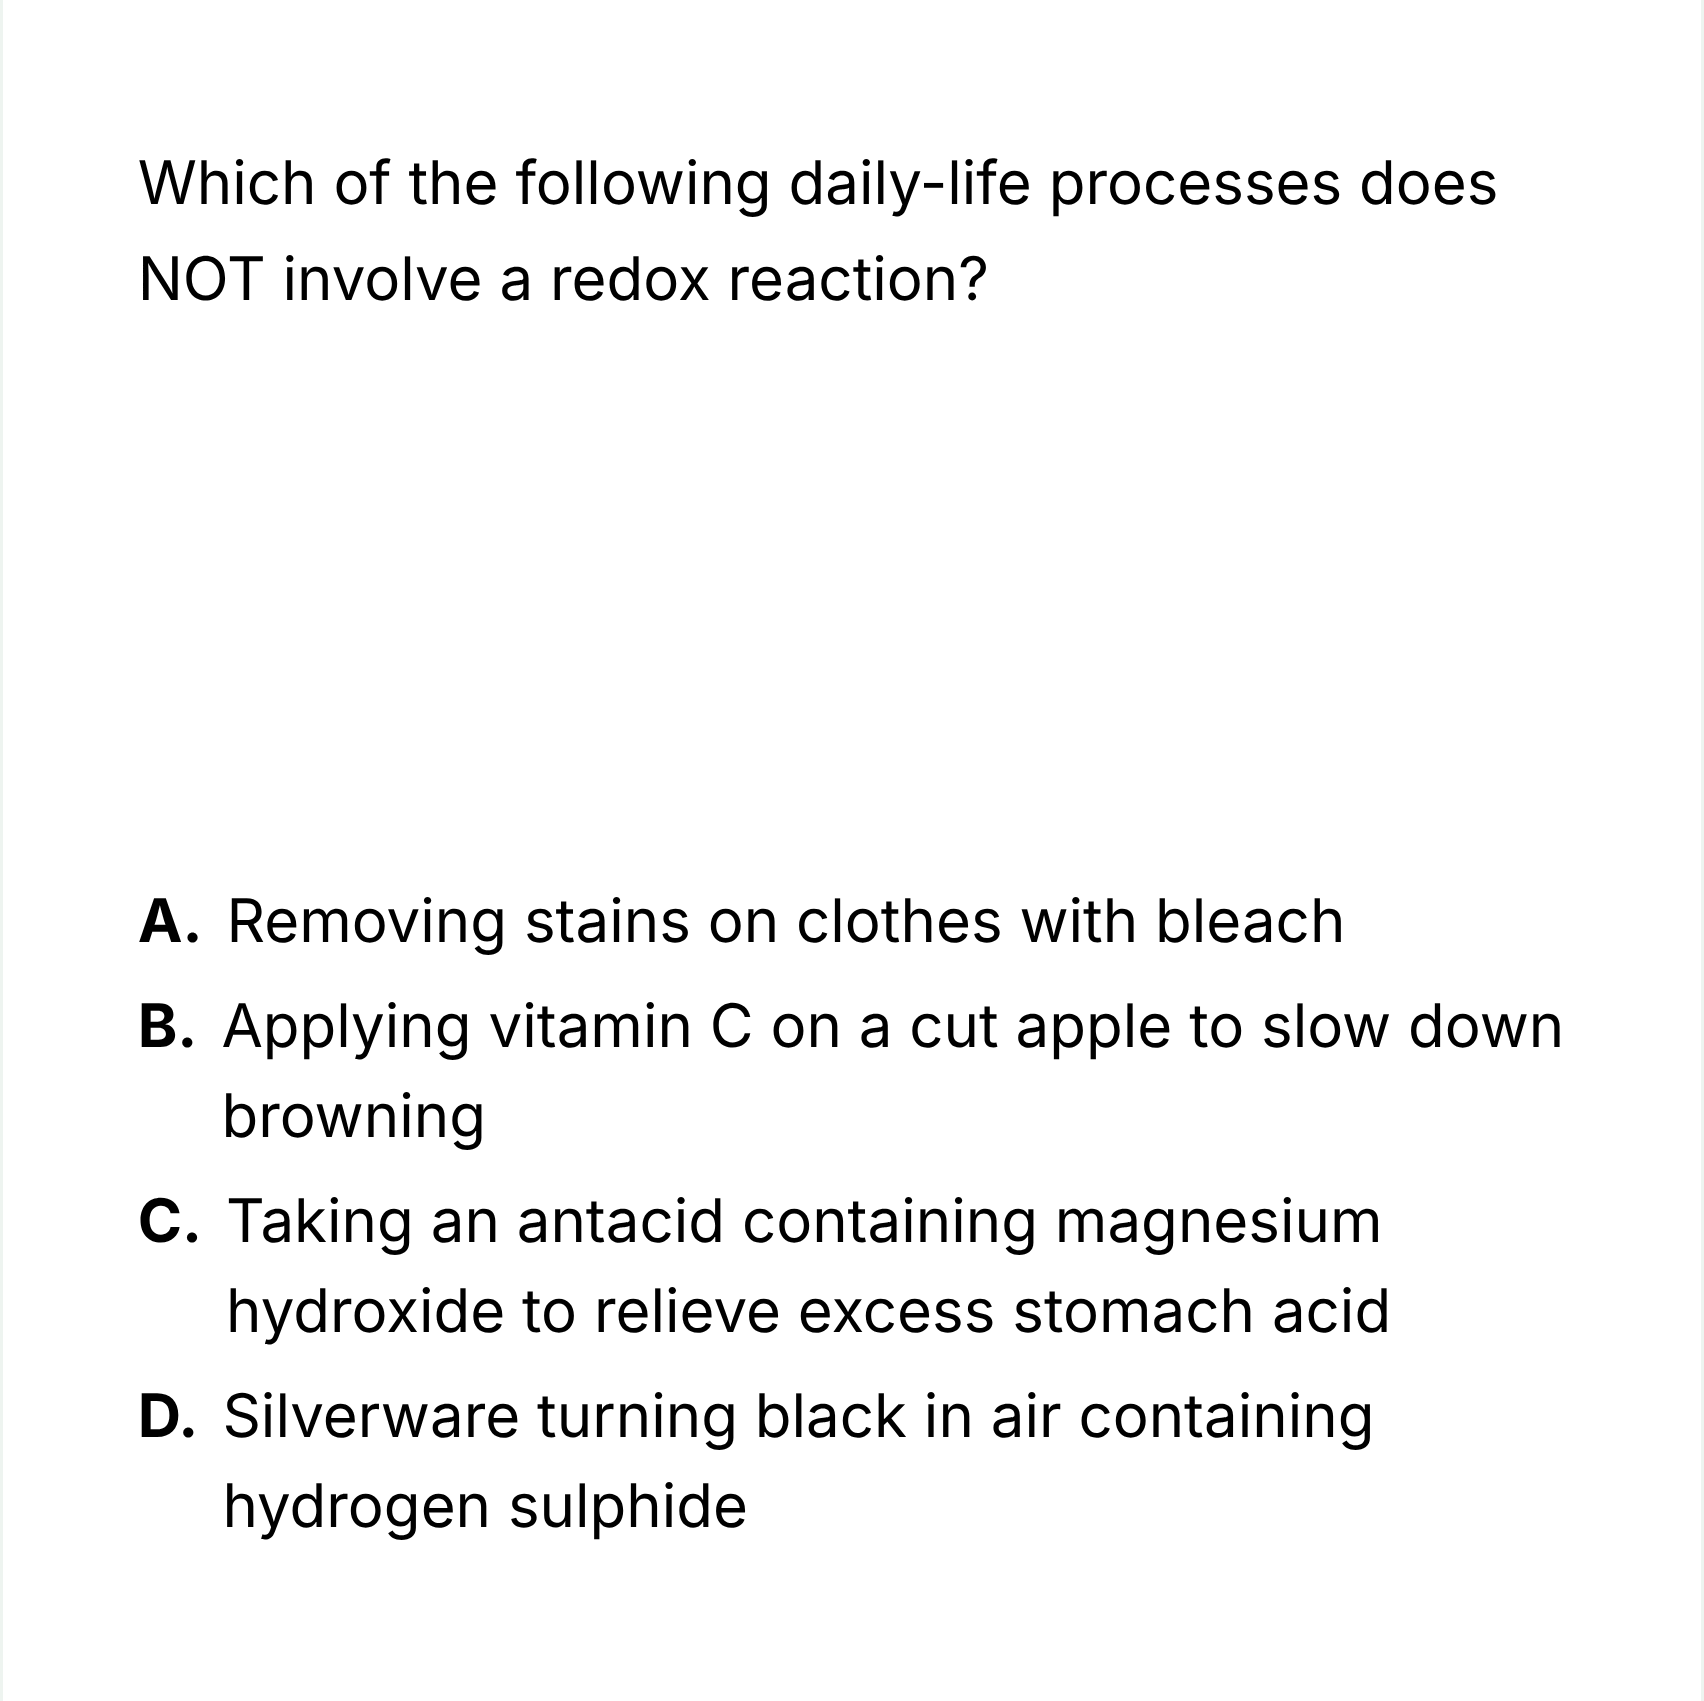 Which of the following daily-life processes does
NOT involve a redox reaction?
A. Removing stains on clothes with bleach
B. Applying vitamin C on a cut apple to slow down
browning
C. Taking an antacid containing magnesium
hydroxide to relieve excess stomach acid
D. Silverware turning black in air containing
hydrogen sulphide